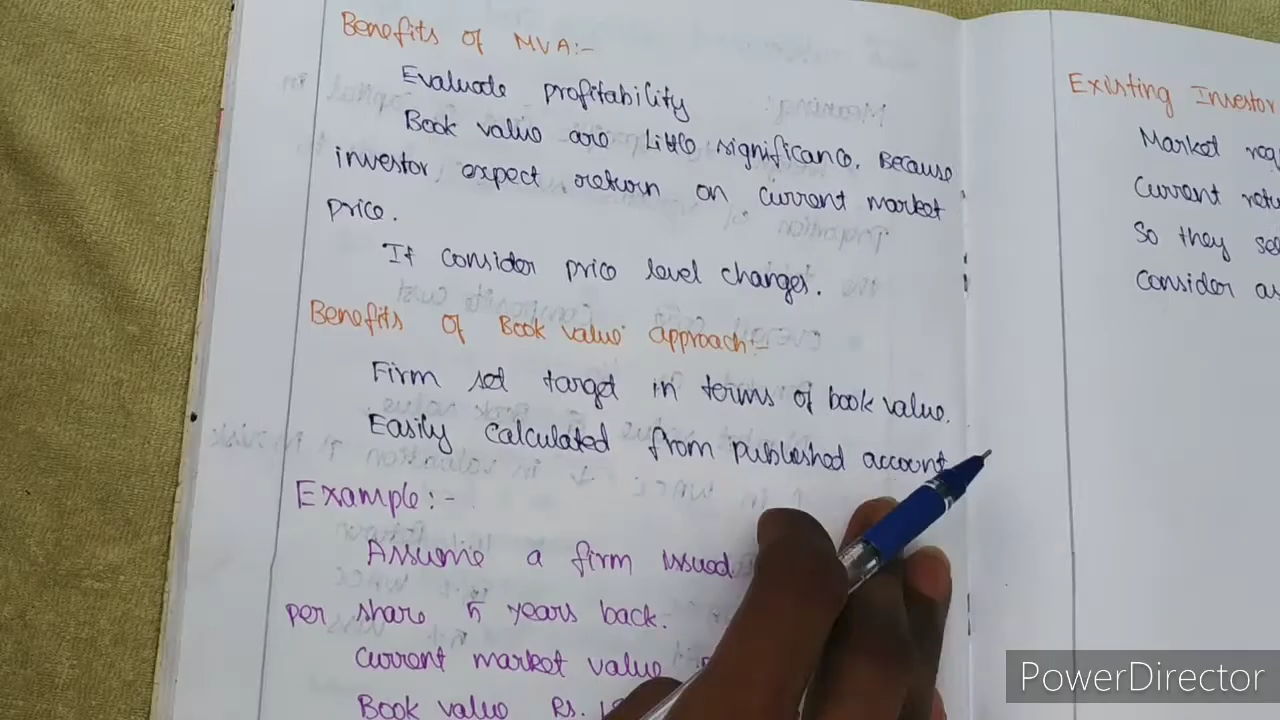 Benefits of MVA:-
Evaluate profitability
Book value are little significance. Because
investor expect return on current market
price.
It consider price level changes.
Benefits of Book value approach:-
Firm set target in terms of book value.
Easily calculated from published account
Example:-
Assume a firm issued
per share 5 years back.
Current market value
Book value Rs.
Existing Investor
Market
Current
So they
Consider as
PowerDirector